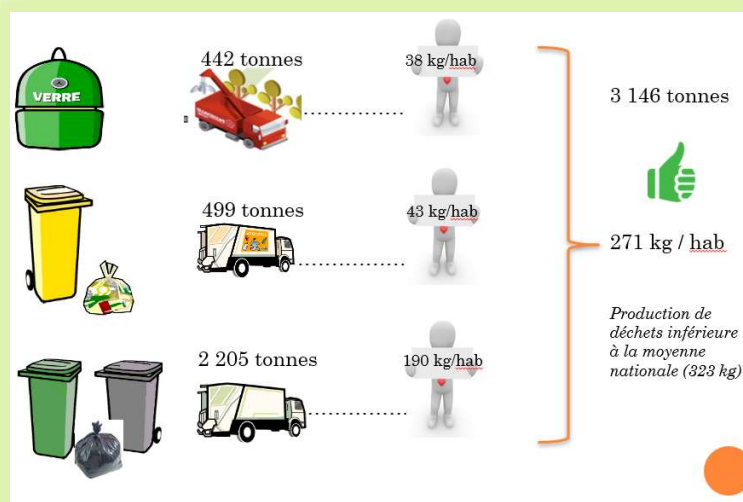 VERRE
442 tonnes
38 kg/hab
499 tonnes
43 kg/hab
2 205 tonnes
190 kg/hab
3 146 tonnes
271 kg / hab
Production de
déchets inférieure
à la moyenne
nationale (323 kg)